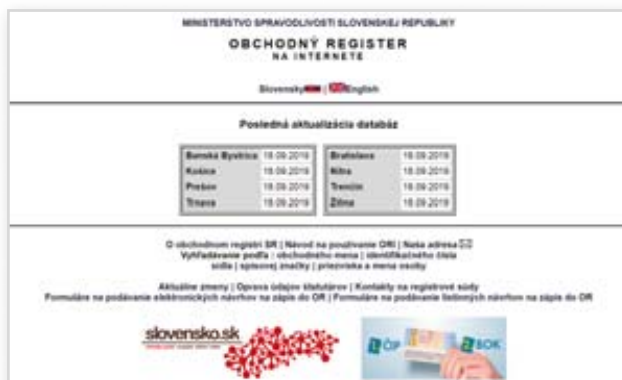 MINISTERSTVO SPRAVODLIVOSTI SLOVENSKEJ REPUBLIKY
OBCHODNÝ REGISTER
NA INTERNETE
Slovensky | English
Posledná aktualizácia databáz
Banská Bystrica 18.09.2019 Bratislava 18.09.2019
Košice 18.09.2019 Nitra 18.09.2019
Prešov 18.09.2019 Trenčín 18.09.2019
Trnava 18.09.2019 Žilina 18.09.2019
O obchodnom registri SR | Návod na používanie ORI | Naša adresa
Vyhľadávanie podľa : obchodného mena | identifikačného čísla
sídla | spisovej značky | priezviska a mena osoby
Aktuálne zmeny | Oprava údajov štatutárov | Kontakty na registrové súdy
Formuláre na podávanie elektronických návrhov na zápis do OR | Formuláre na podávanie listinných návrhov na zápis do OR
slovensko.sk
eČOP eBOK